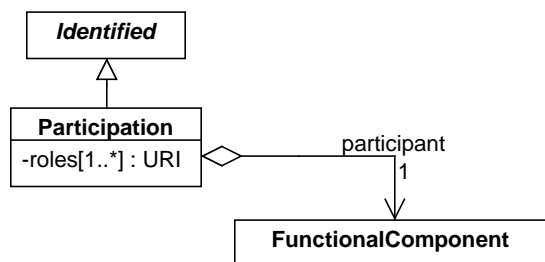 Identified
Participation
-roles[1..*] : URI
participant
1
FunctionalComponent